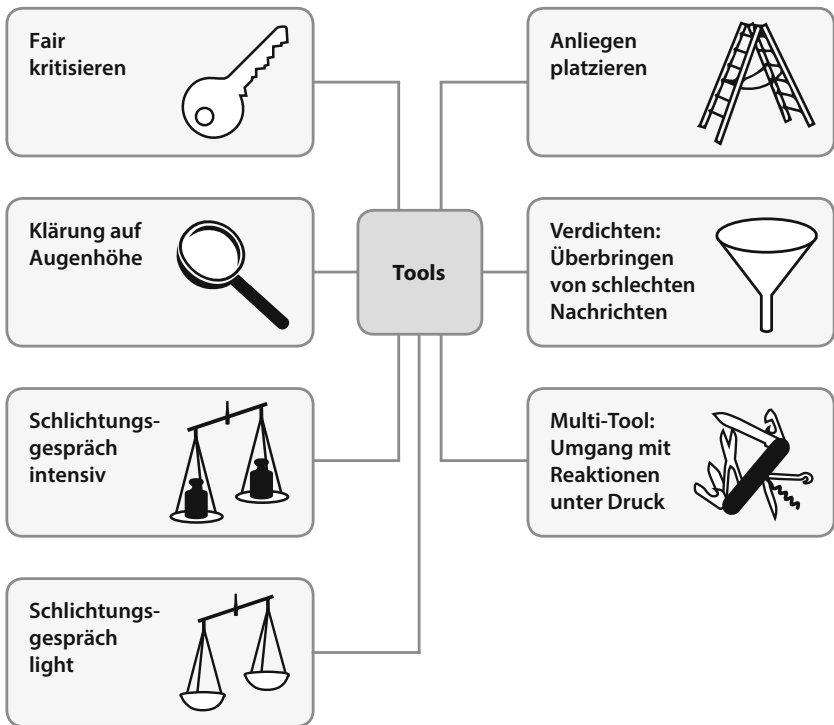 Fair
kritisieren
Klärung auf
Augenhöhe
Schlichtungs-
gespräch
intensiv
Schlichtungs-
gespräch
light
Tools
Anliegen
platzieren
Verdichten:
Überbringen
von schlechten
Nachrichten
Multi-Tool:
Umgang mit
Reaktionen
unter Druck